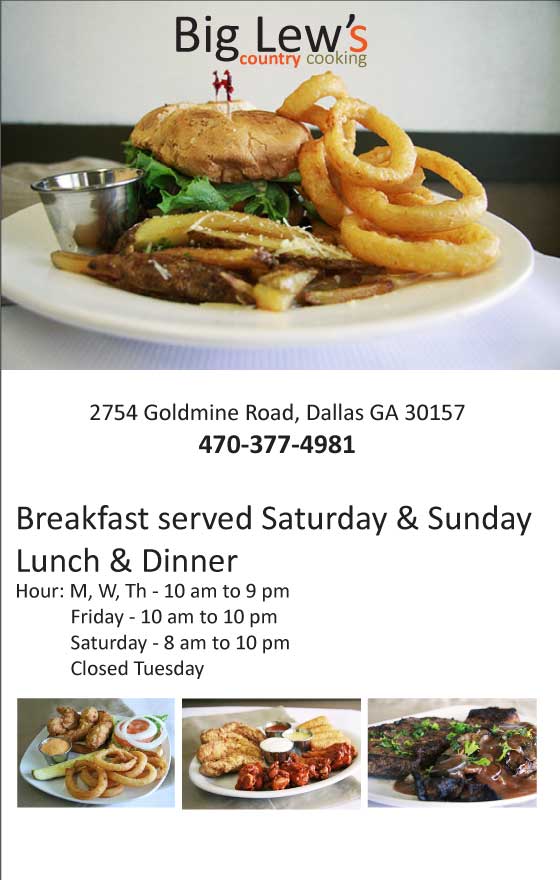 Big Lew's
country cooking
2754 Goldmine Road, Dallas GA 30157
470-377-4981
Breakfast served Saturday & Sunday
Lunch & Dinner
Hour: M, W, Th - 10 am to 9 pm
Friday - 10 am to 10 pm
Saturday - 8 am to 10 pm
Closed Tuesday